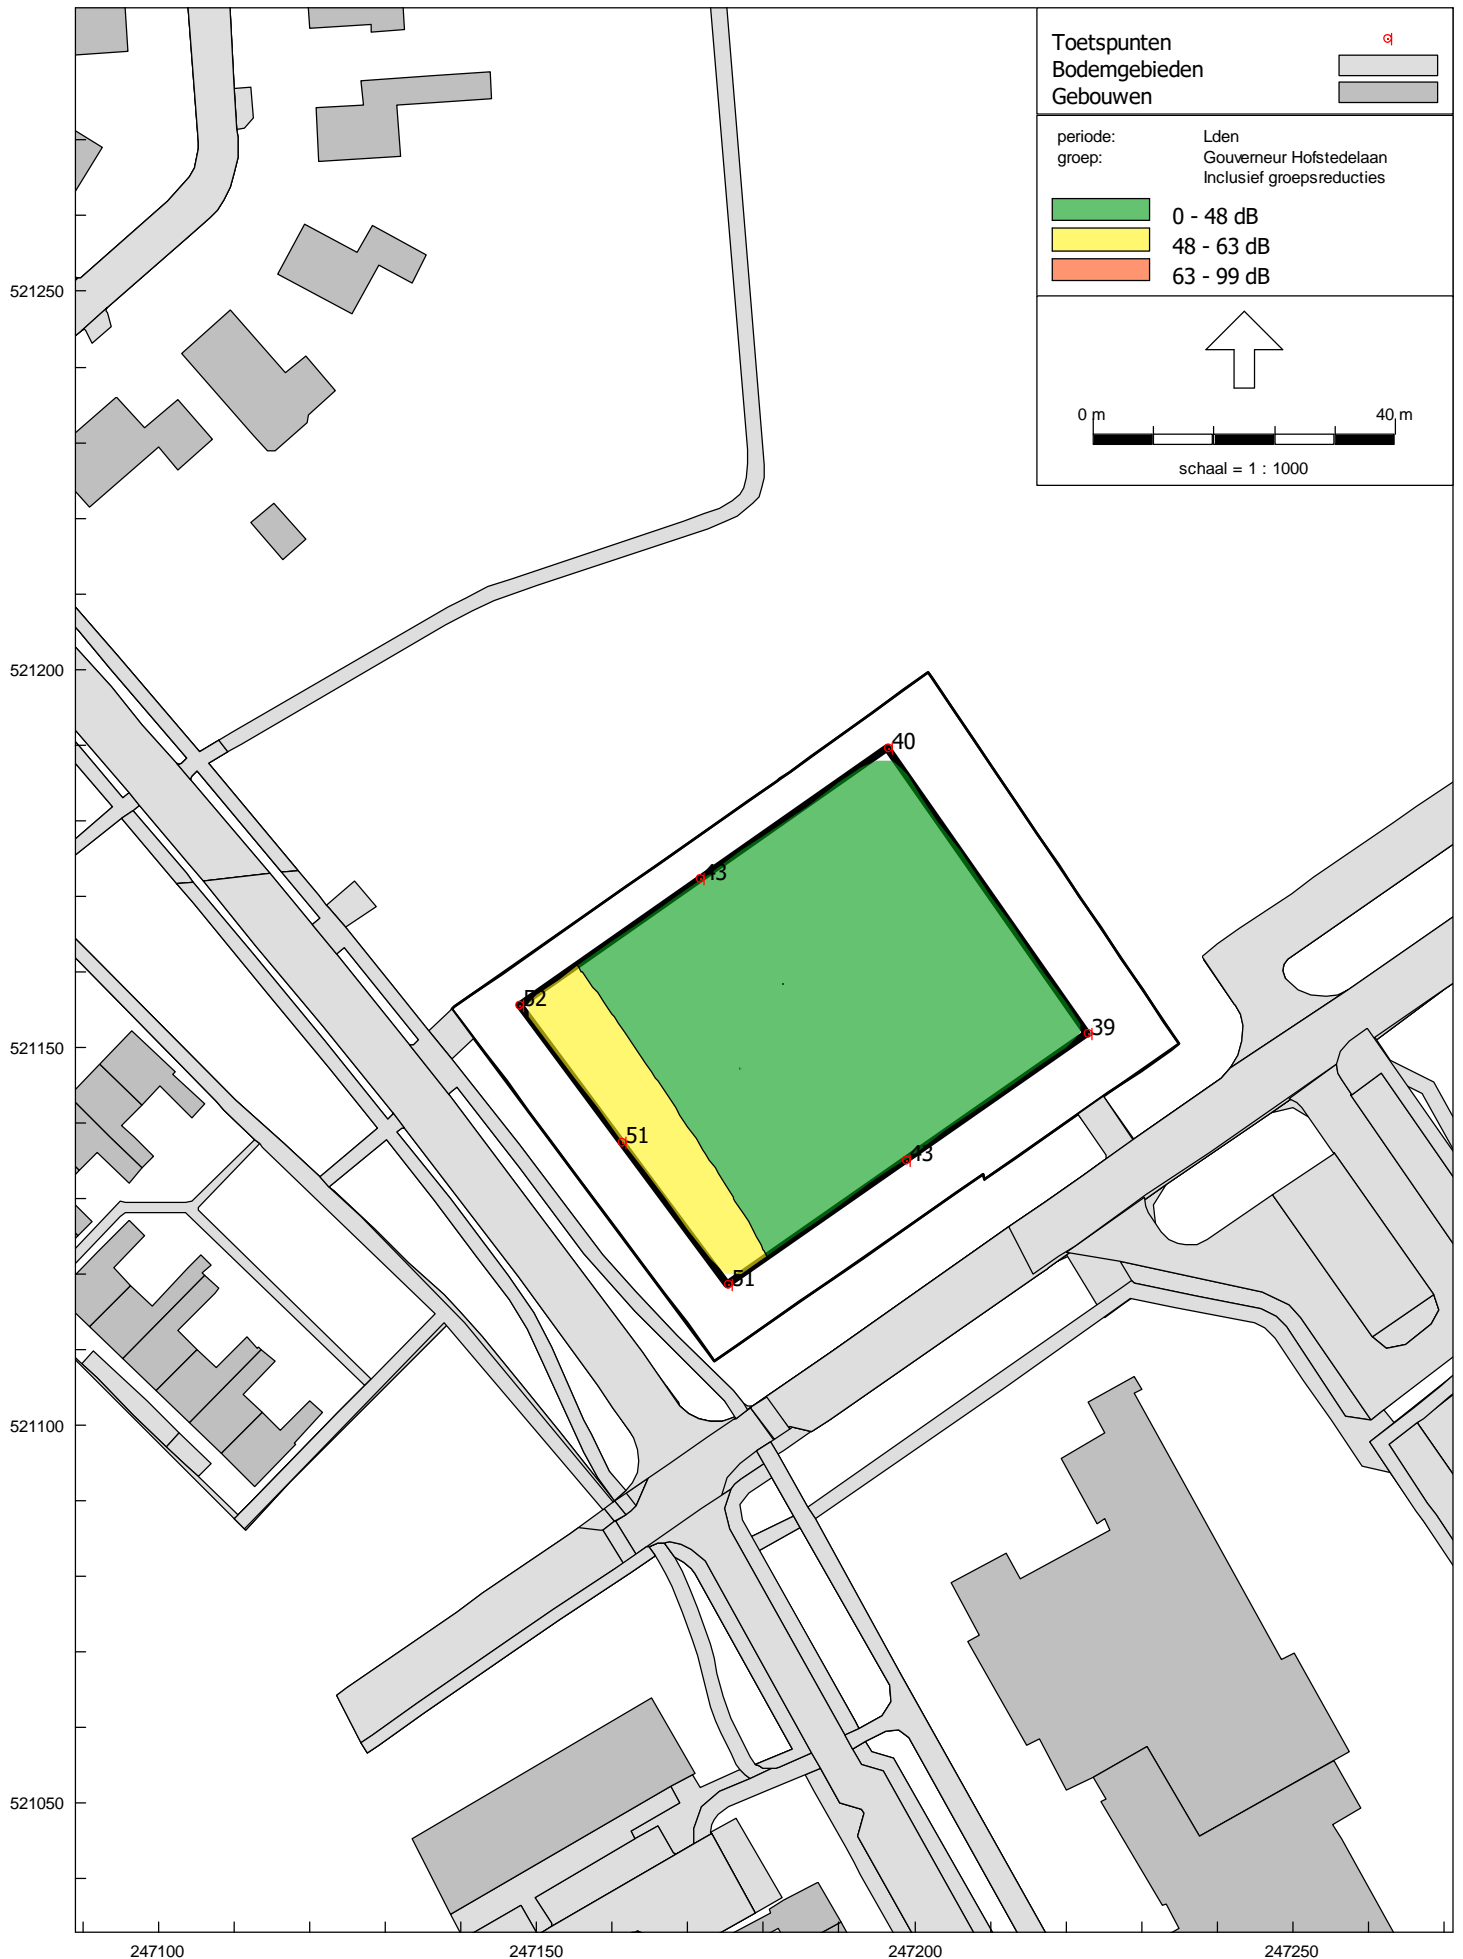 Toetspunten
Bodemgebieden
Gebouwen
periode: Lden
groep: Gouverneur Hofstedelaan
Inclusief groepsreducties
0 - 48 dB
48 - 63 dB
63 - 99 dB
0 m 40 m
schaal = 1 : 1000
521250
521200
521150
521100
521050
40
43
52
39
51
43
51
247100 247150 247200 247250